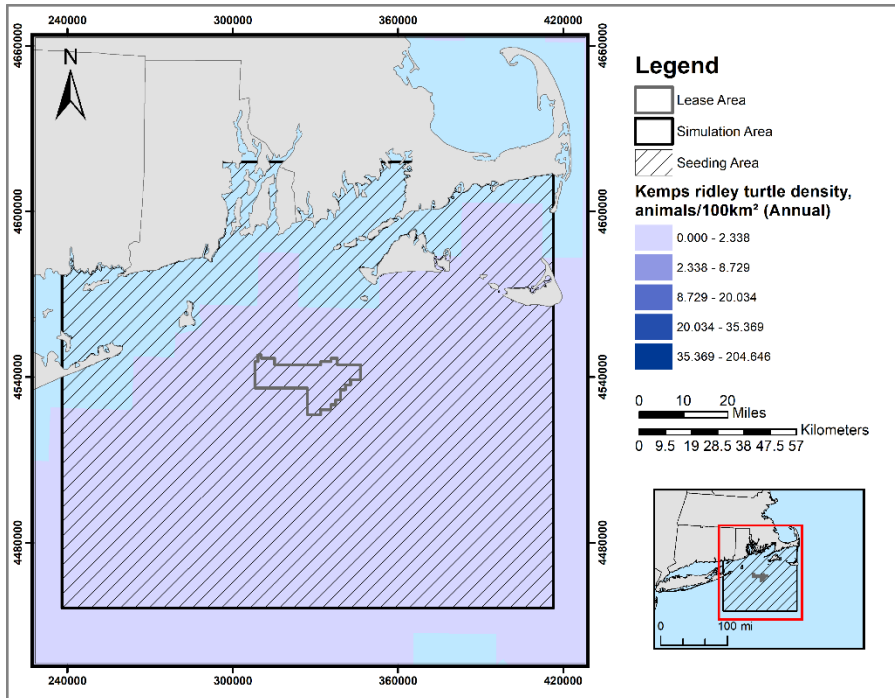 240000 300000 360000 420000
4660000 4660000
N
4600000 4600000
4540000 4540000
4480000 4480000
240000 300000 360000 420000
Legend
Lease Area
Simulation Area
Seeding Area
Kemps ridley turtle density,
animals/100km² (Annual)
0.000 - 2.338
2.338 - 8.729
8.729 - 20.034
20.034 - 35.369
35.369 - 204.646
0 10 20
Miles
Kilometers
0 9.5 19 28.5 38 47.5 57
0 100 mi